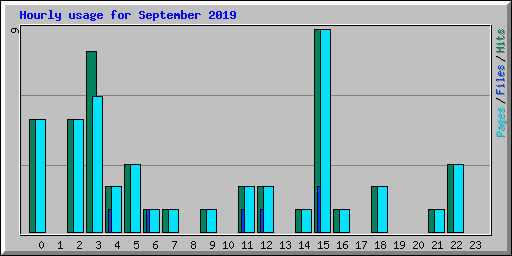 Hourly usage for September 2019
9
Pages/Files/Hits
0 1 2 3 4 5 6 7 8 9 10 11 12 13 14 15 16 17 18 19 20 21 22 23